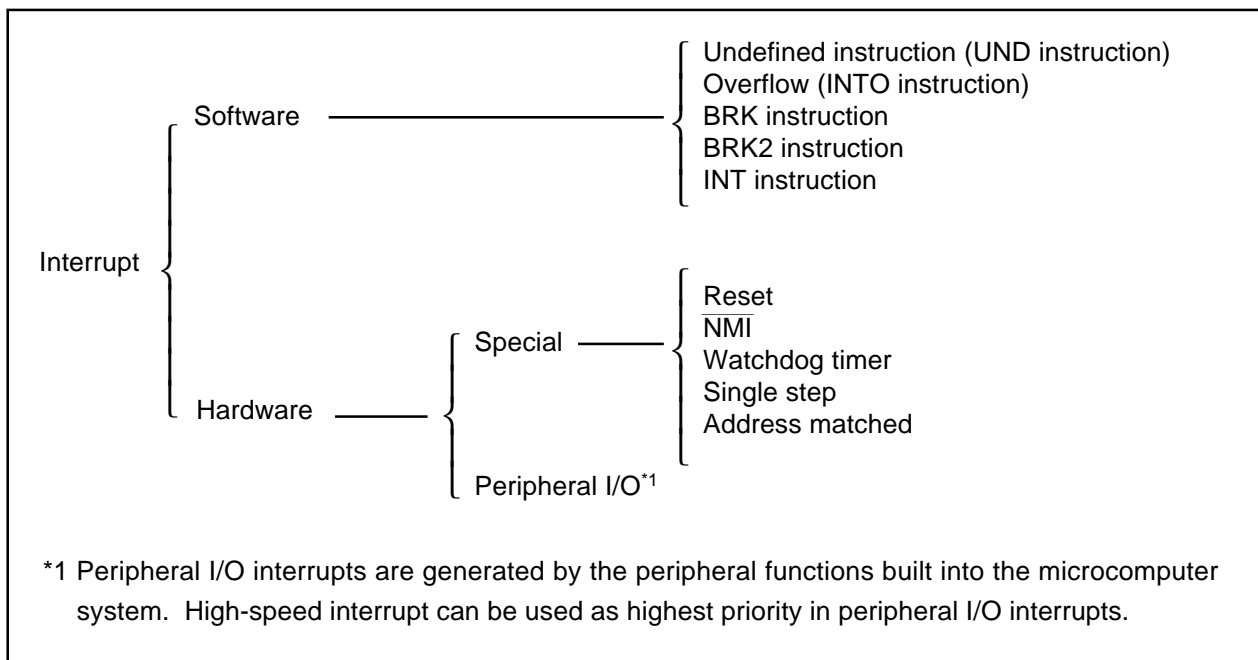 Undefined instruction (UND instruction)
Overflow (INTO instruction)
Software
BRK instruction
BRK2 instruction
INT instruction
Interrupt
Reset
NMI
Special
Watchdog timer
Single step
Hardware
Address matched
Peripheral I/O*1
*1 Peripheral I/O interrupts are generated by the peripheral functions built into the microcomputer
system. High-speed interrupt can be used as highest priority in peripheral I/O interrupts.